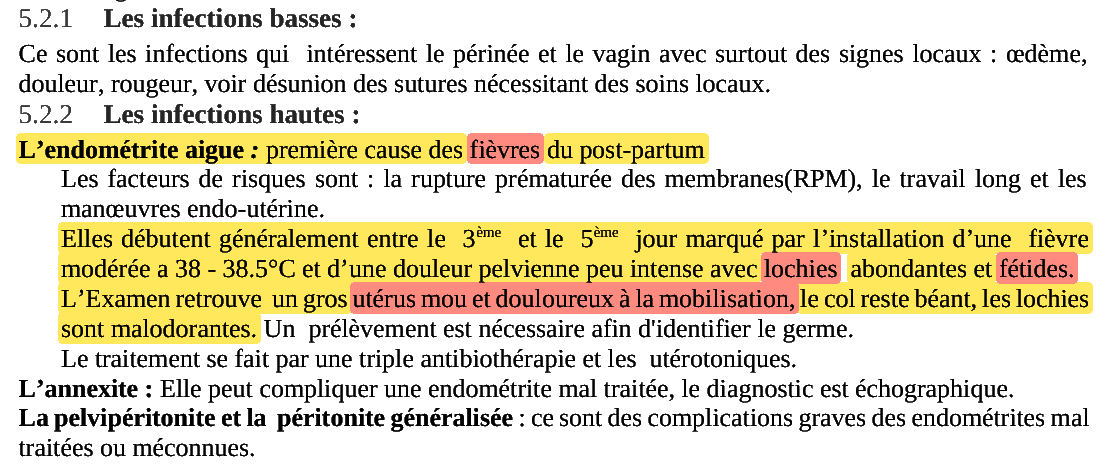 5.2.1 Les infections basses :
Ce sont les infections qui intéressent le périnée et le vagin avec surtout des signes locaux : œdème,
douleur, rougeur, voir désunion des sutures nécessitant des soins locaux.
5.2.2 Les infections hautes :
L’endométrite aigue : première cause des fièvres du post-partum
Les facteurs de risques sont : la rupture prématurée des membranes(RPM), le travail long et les
manœuvres endo-utérine.
Elles débutent généralement entre le 3ème et le 5ème jour marqué par l’installation d’une fièvre
modérée a 38 - 38.5°C et d’une douleur pelvienne peu intense avec lochies abondantes et fétides.
L’Examen retrouve un gros utérus mou et douloureux à la mobilisation, le col reste béant, les lochies
sont malodorantes. Un prélèvement est nécessaire afin d'identifier le germe.
Le traitement se fait par une triple antibiothérapie et les utérotoniques.
L’annexite : Elle peut compliquer une endométrite mal traitée, le diagnostic est échographique.
La pelvipéritonite et la péritonite généralisée : ce sont des complications graves des endométrites mal
traitées ou méconnues.